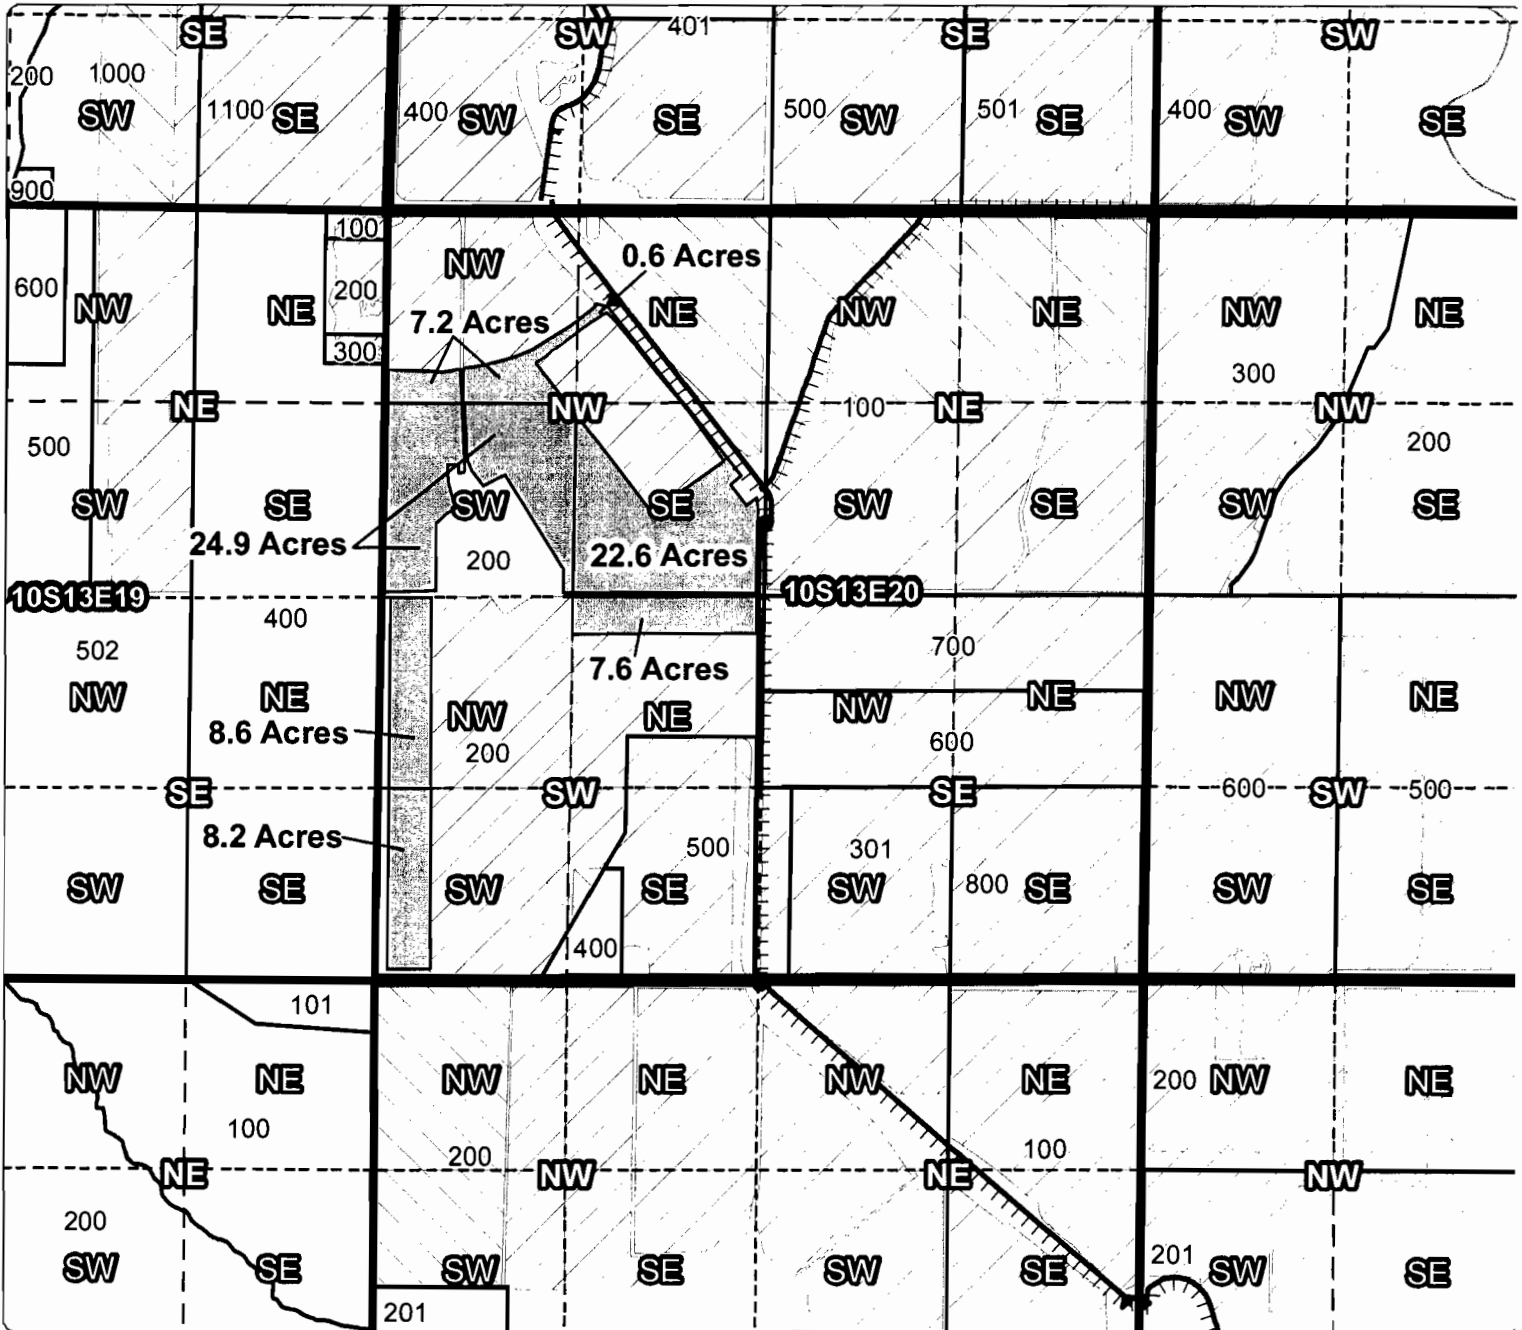 SE SW 401 SE SW
200 1000
SW 1100 SE 400 SW SE 500 SW 501 SE 400 SW SE
900
100
NW 0.6 Acres
600 NW NE 200 NE NW NE NW NE
7.2 Acres
300
300
NE NW 100 NE NW
500 200
SW SE SW SE SW SE SW SE
24.9 Acres 200 22.6 Acres
10S13E19 10S13E20
400
502 700
7.6 Acres
NW NE NW NE NW NE NW NE
8.6 Acres 200 600
SE SW SE 600 SW 500
8.2 Acres 500 301
SW SE SW SE SW 800 SE SW SE
400
101
NW NE NW NE NW NE 200 NW NE
100 200 100
NE NW NE NW
200 201
SW SE SW SE SW SE SW SE
201